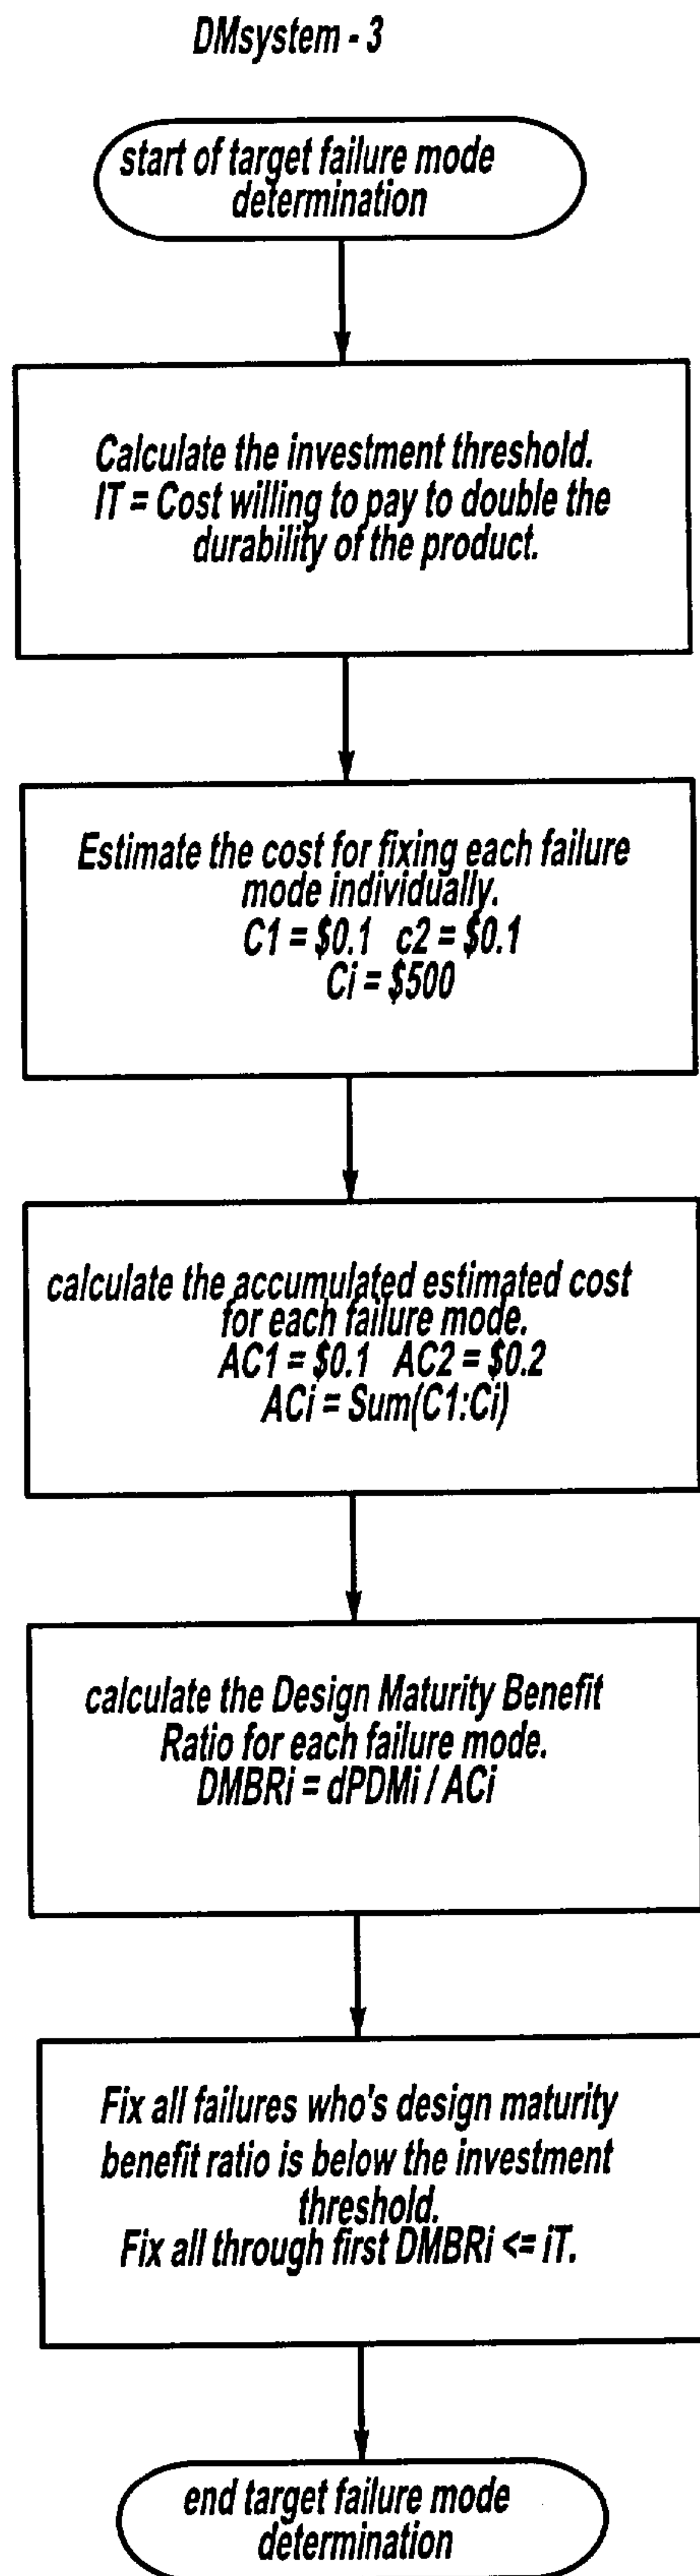 DMsystem - 3
start of target failure mode
determination
Calculate the investment threshold.
IT = Cost willing to pay to double the
durability of the product.
Estimate the cost for fixing each failure
mode individually.
C1 = $0.1 c2 = $0.1
Ci = $500
calculate the accumulated estimated cost
for each failure mode.
AC1 = $0.1 AC2 = $0.2
ACi = Sum(C1:Ci)
calculate the Design Maturity Benefit
Ratio for each failure mode.
DMBRi = dPDMi / ACi
Fix all failures who's design maturity
benefit ratio is below the investment
threshold.
Fix all through first DMBRi <= iT.
end target failure mode
determination